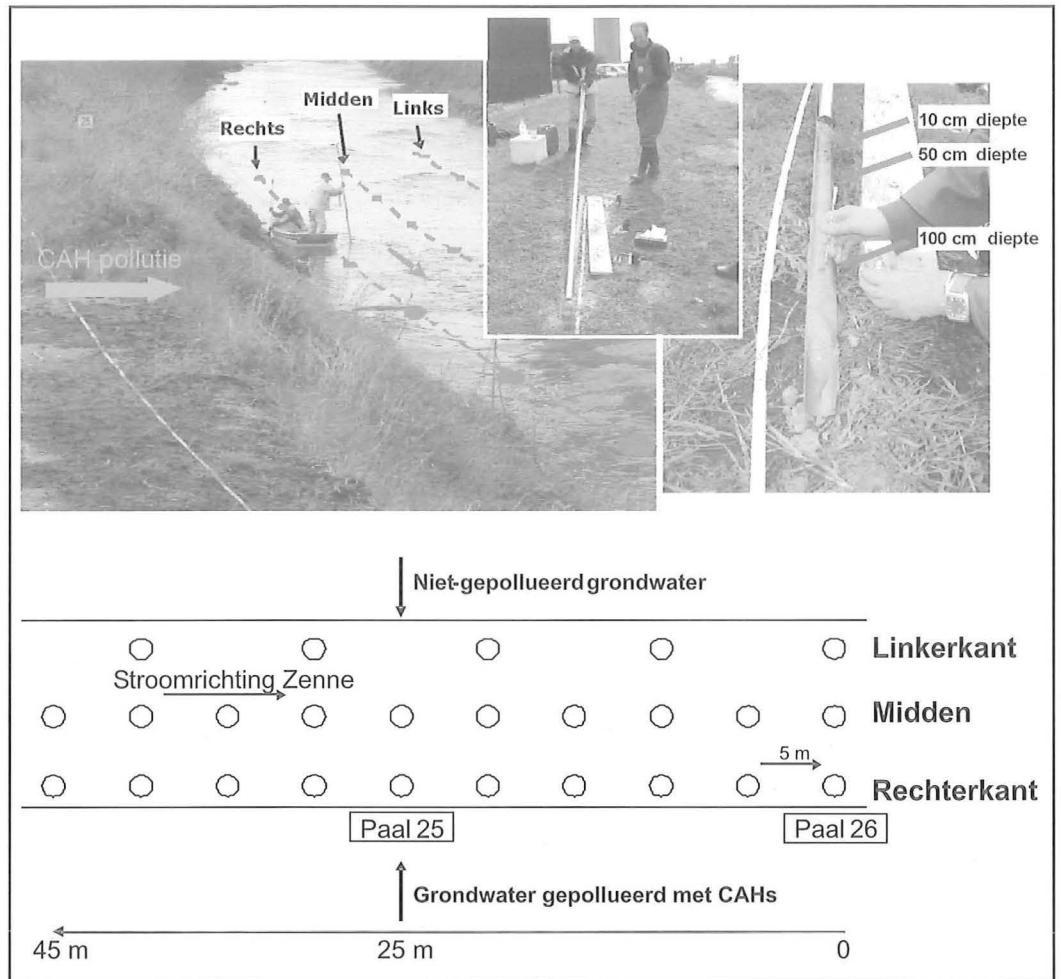 Midden
Links
Rechts
CAH pollutie
10 cm diepte
50 cm diepte
100 cm diepte
Niet-gepollueerd grondwater
Linkerkant
Stroomrichting Zenne
Midden
5 m
Rechterkant
Paal 25
Paal 26
Grondwater gepollueerd met CAHs
45 m
25 m
0